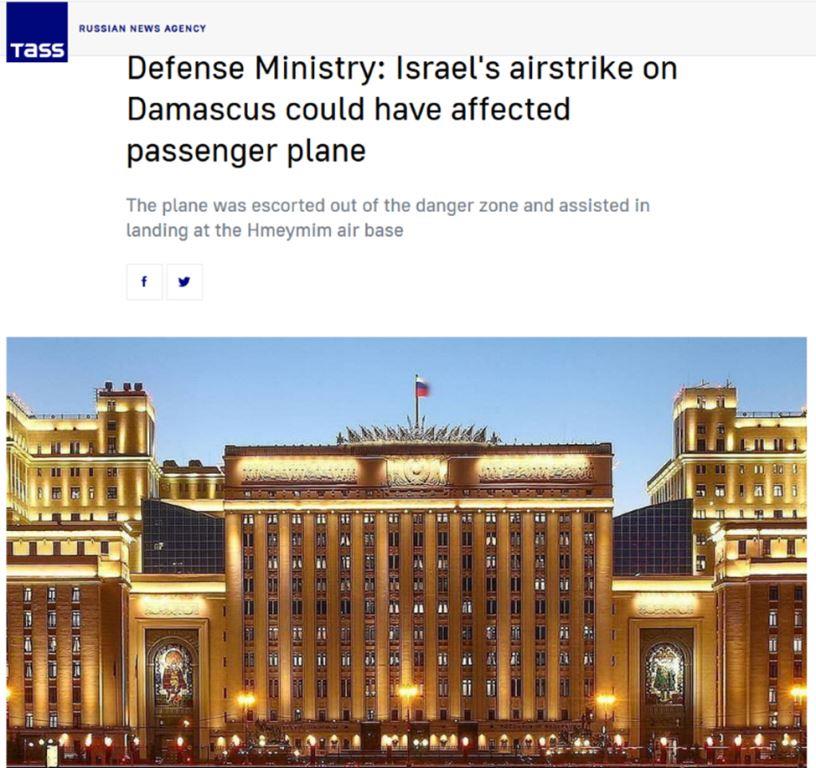 TASS
RUSSIAN NEWS AGENCY
Defense Ministry: Israel's airstrike on
Damascus could have affected
passenger plane
The plane was escorted out of the danger zone and assisted in
landing at the Hmeymim air base
f